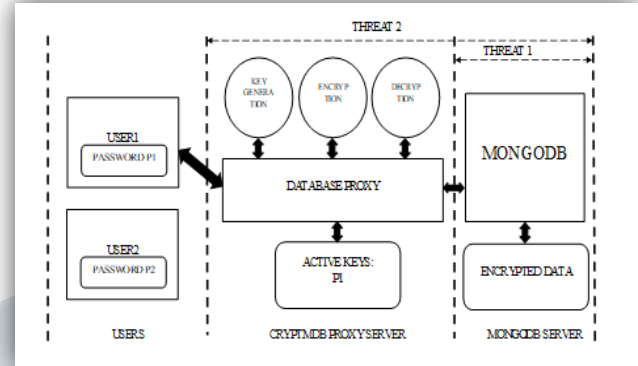 THREAT 2
THREAT 1
KEY
GENERA
TION
ENCRYP
TION
DECRYP
TION
USER1
PASSWORD P1
MONGODB
DATABASE PROXY
USER2
PASSWORD P2
ACTIVE KEYS:
P1
ENCRYPTED DATA
USERS
CRYPTMDB PROXY SERVER
MONGODB SERVER